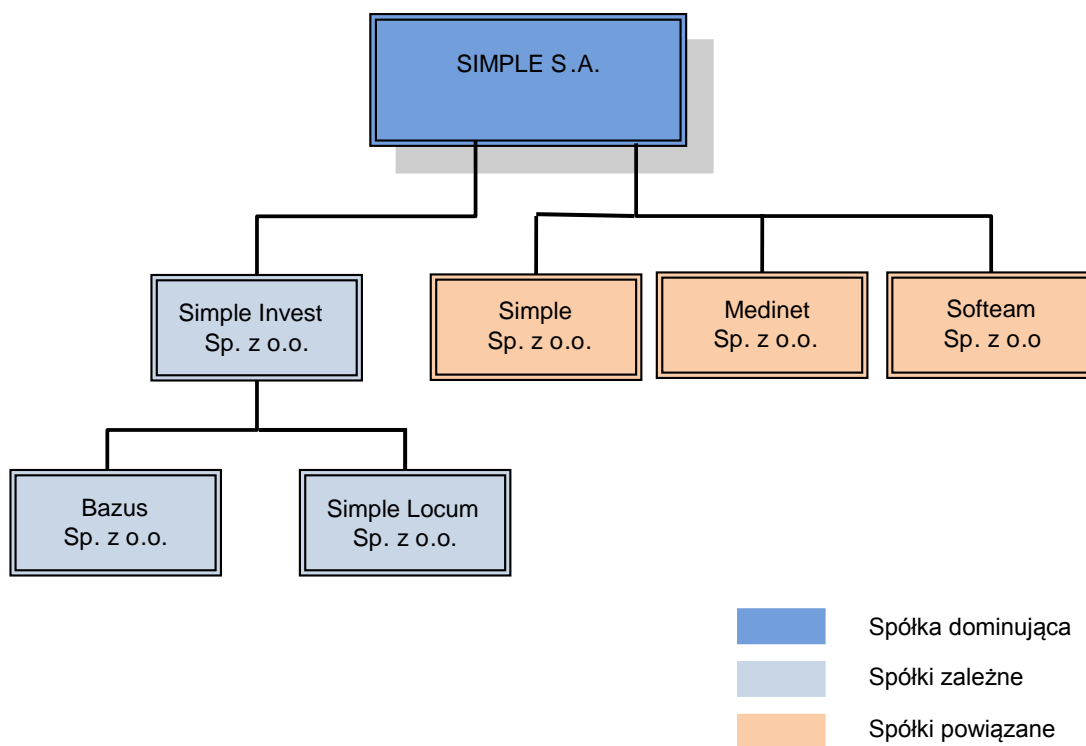 SIMPLE S.A.
Simple Invest
Sp. z o.o.
Simple
Sp. z o.o.
Medinet
Sp. z o.o.
Softeam
Sp. z o.o
Bazus
Sp. z o.o.
Simple Locum
Sp. z o.o.
Spółka dominująca
Spółki zależne
Spółki powiązane